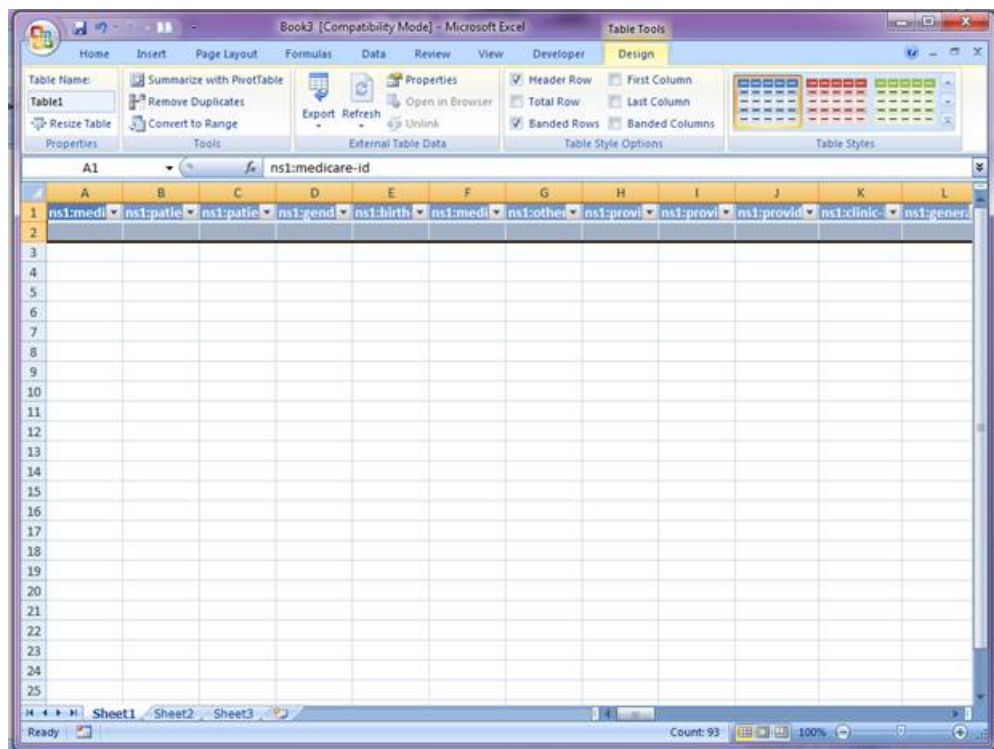 Book3 [Compatibility Mode] - Microsoft Excel
Table Tools
Home Insert Page Layout Formulas Data Review View Developer Design
Table Name:
Table1
Resize Table
Properties
Summarize with PivotTable
Remove Duplicates
Convert to Range
Tools
Export Refresh
Properties
Open in Browser
Unlink
External Table Data
Header Row First Column
Total Row Last Column
Banded Rows Banded Columns
Table Style Options
Table Styles
A1 fx ns1:medicare-id
A B C D E F G H I J K L
1 ns1:medi ns1:patie ns1:patie ns1:gend ns1:birth ns1:medi ns1:other ns1:provi ns1:provi ns1:provid ns1:clinic- ns1:gener
2
3
4
5
6
7
8
9
10
11
12
13
14
15
16
17
18
19
20
21
22
23
24
25
Sheet1 Sheet2 Sheet3
Ready Count: 93 100%